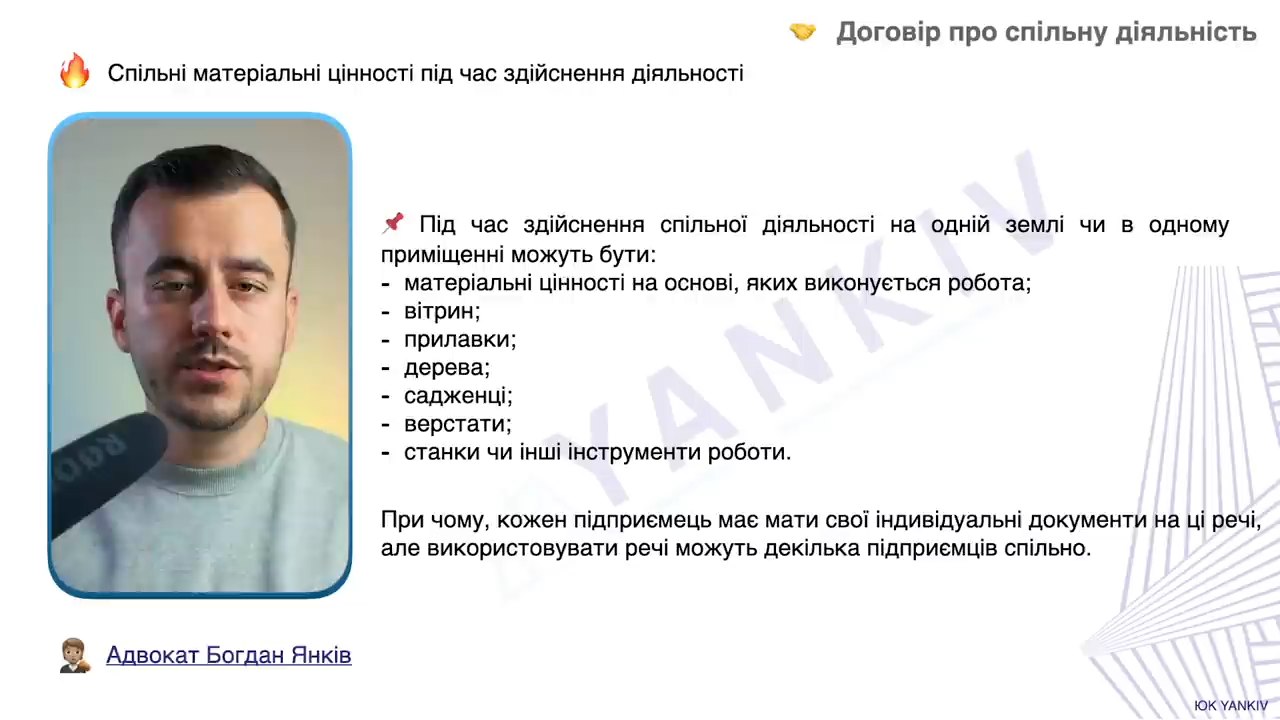 🤝 Договір про спільну діяльність
🔥 Спільні матеріальні цінності під час здійснення діяльності
📌 Під час здійснення спільної діяльності на одній землі чи в одному
приміщенні можуть бути:
- матеріальні цінності на основі, яких виконується робота;
- вітрин;
- прилавки;
- дерева;
- садженці;
- верстати;
- станки чи інші інструменти роботи.
При чому, кожен підприємець має мати свої індивідуальні документи на ці речі,
але використовувати речі можуть декілька підприємців спільно.
YANKIV
Адвокат Богдан Янків
ЮК YANKIV